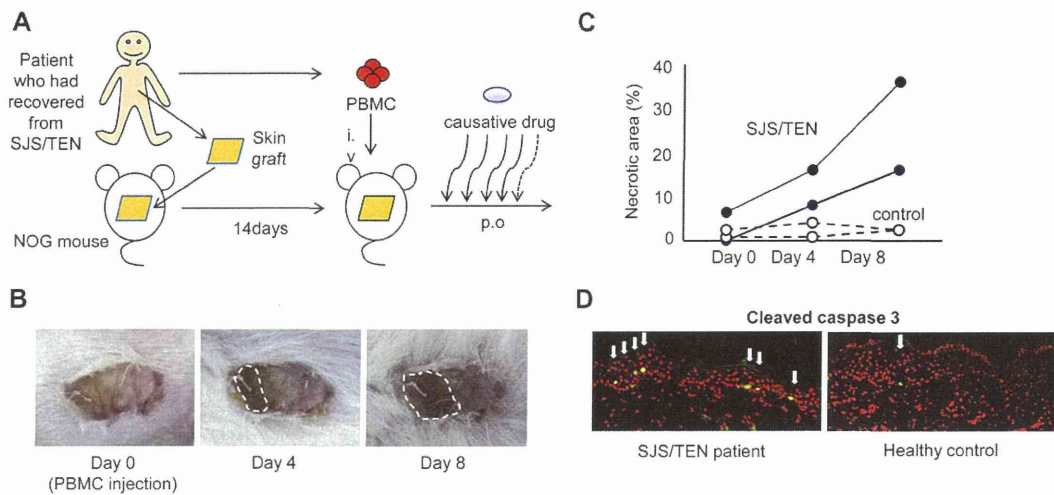 A
Patient
who had
recovered
from
SJS/TEN
PBMC
i.
v
causative drug
Skin
graft
NOG mouse
14days
p.o
B
Day 0
(PBMC injection)
Day 4
Day 8
C
Necrotic area (%)
40
30
20
10
0
SJS/TEN
control
Day 0 Day 4 Day 8
D
Cleaved caspase 3
SJS/TEN patient
Healthy control